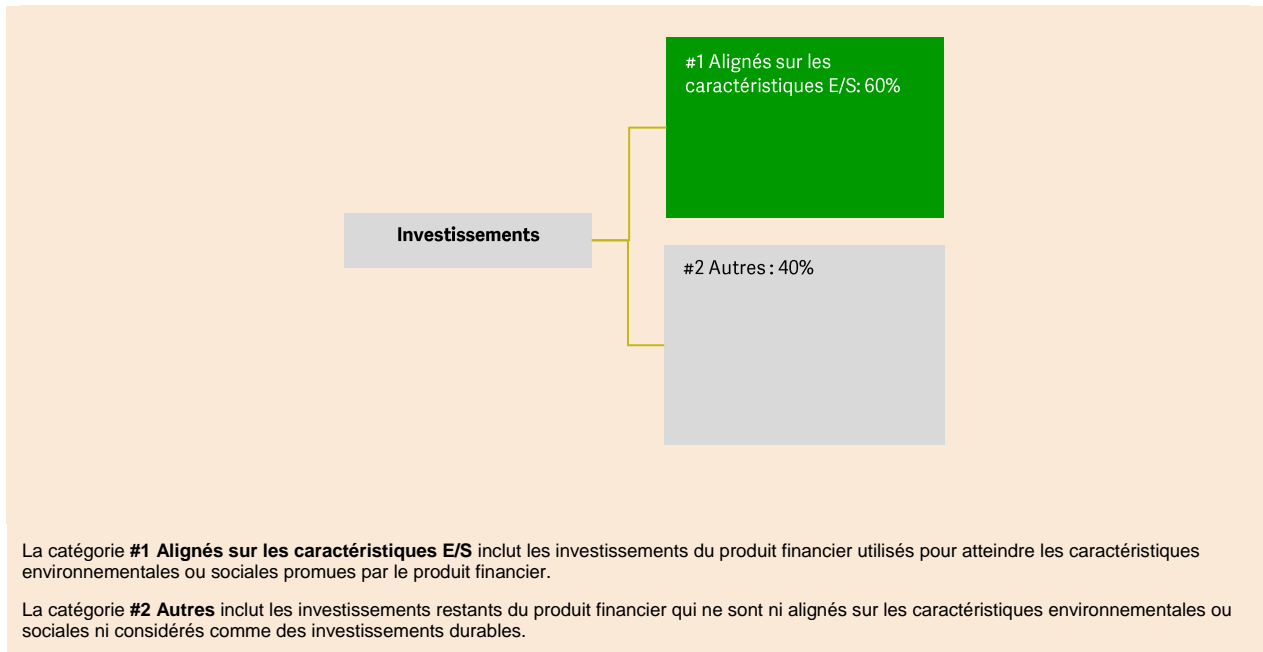 #1 Alignés sur les
caractéristiques E/S: 60%
Investissements
#2 Autres : 40%
La catégorie #1 Alignés sur les caractéristiques E/S inclut les investissements du produit financier utilisés pour atteindre les caractéristiques
environnementales ou sociales promues par le produit financier.
La catégorie #2 Autres inclut les investissements restants du produit financier qui ne sont ni alignés sur les caractéristiques environnementales ou
sociales ni considérés comme des investissements durables.